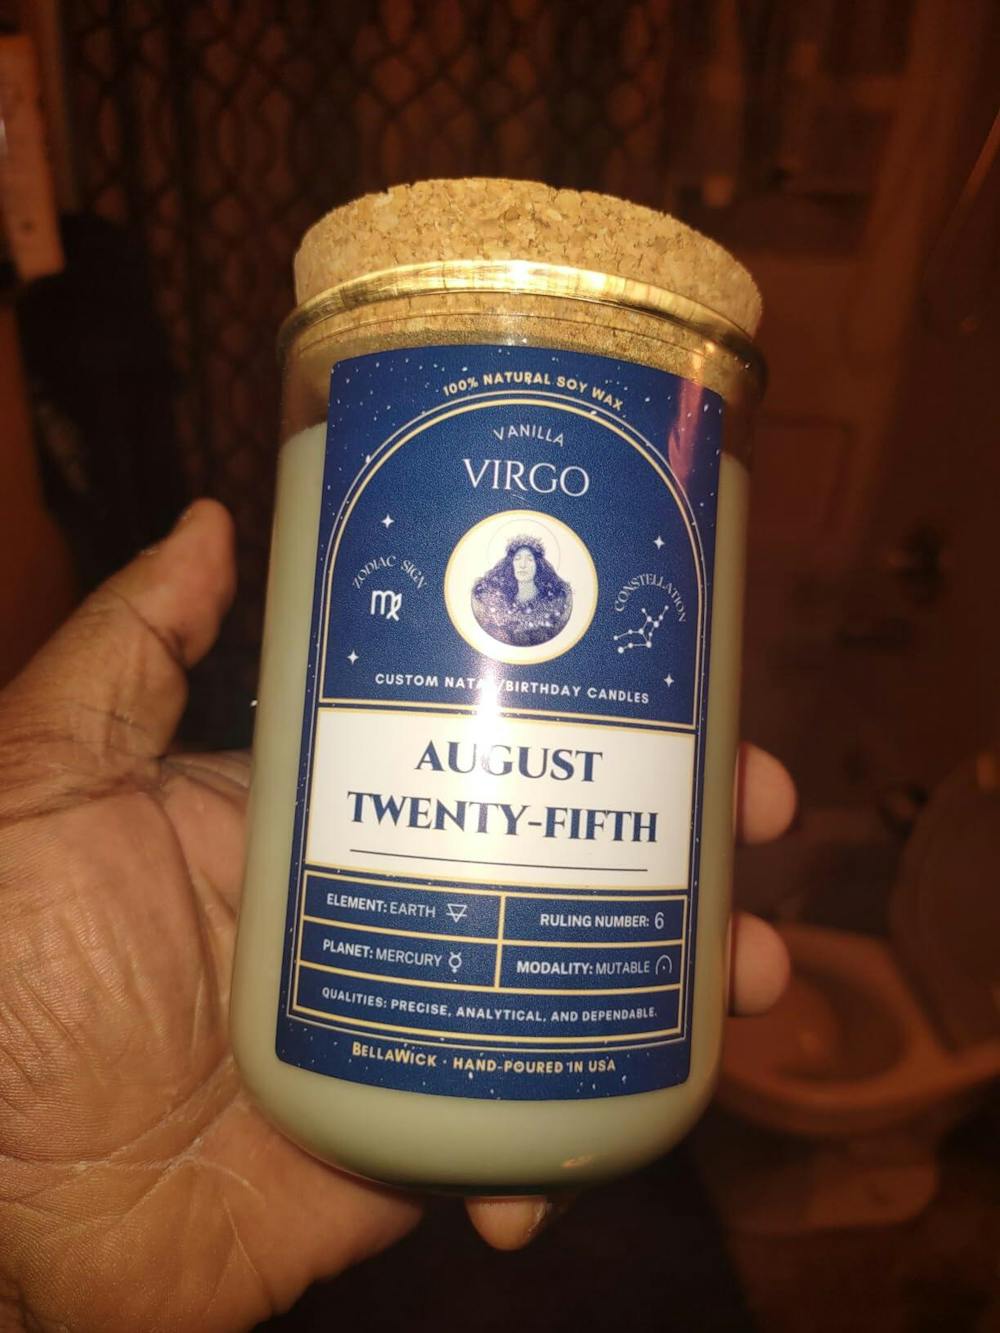 100% NATURAL SOY WAX
VANILLA
VIRGO
ZODIAC SIGN
CONSTELLATION
CUSTOM NATAL/BIRTHDAY CANDLES
AUGUST
TWENTY-FIFTH
ELEMENT: EARTH
RULING NUMBER: 6
PLANET: MERCURY
MODALITY: MUTABLE
QUALITIES: PRECISE, ANALYTICAL, AND DEPENDABLE.
BELLAWICK · HAND-POURED IN USA